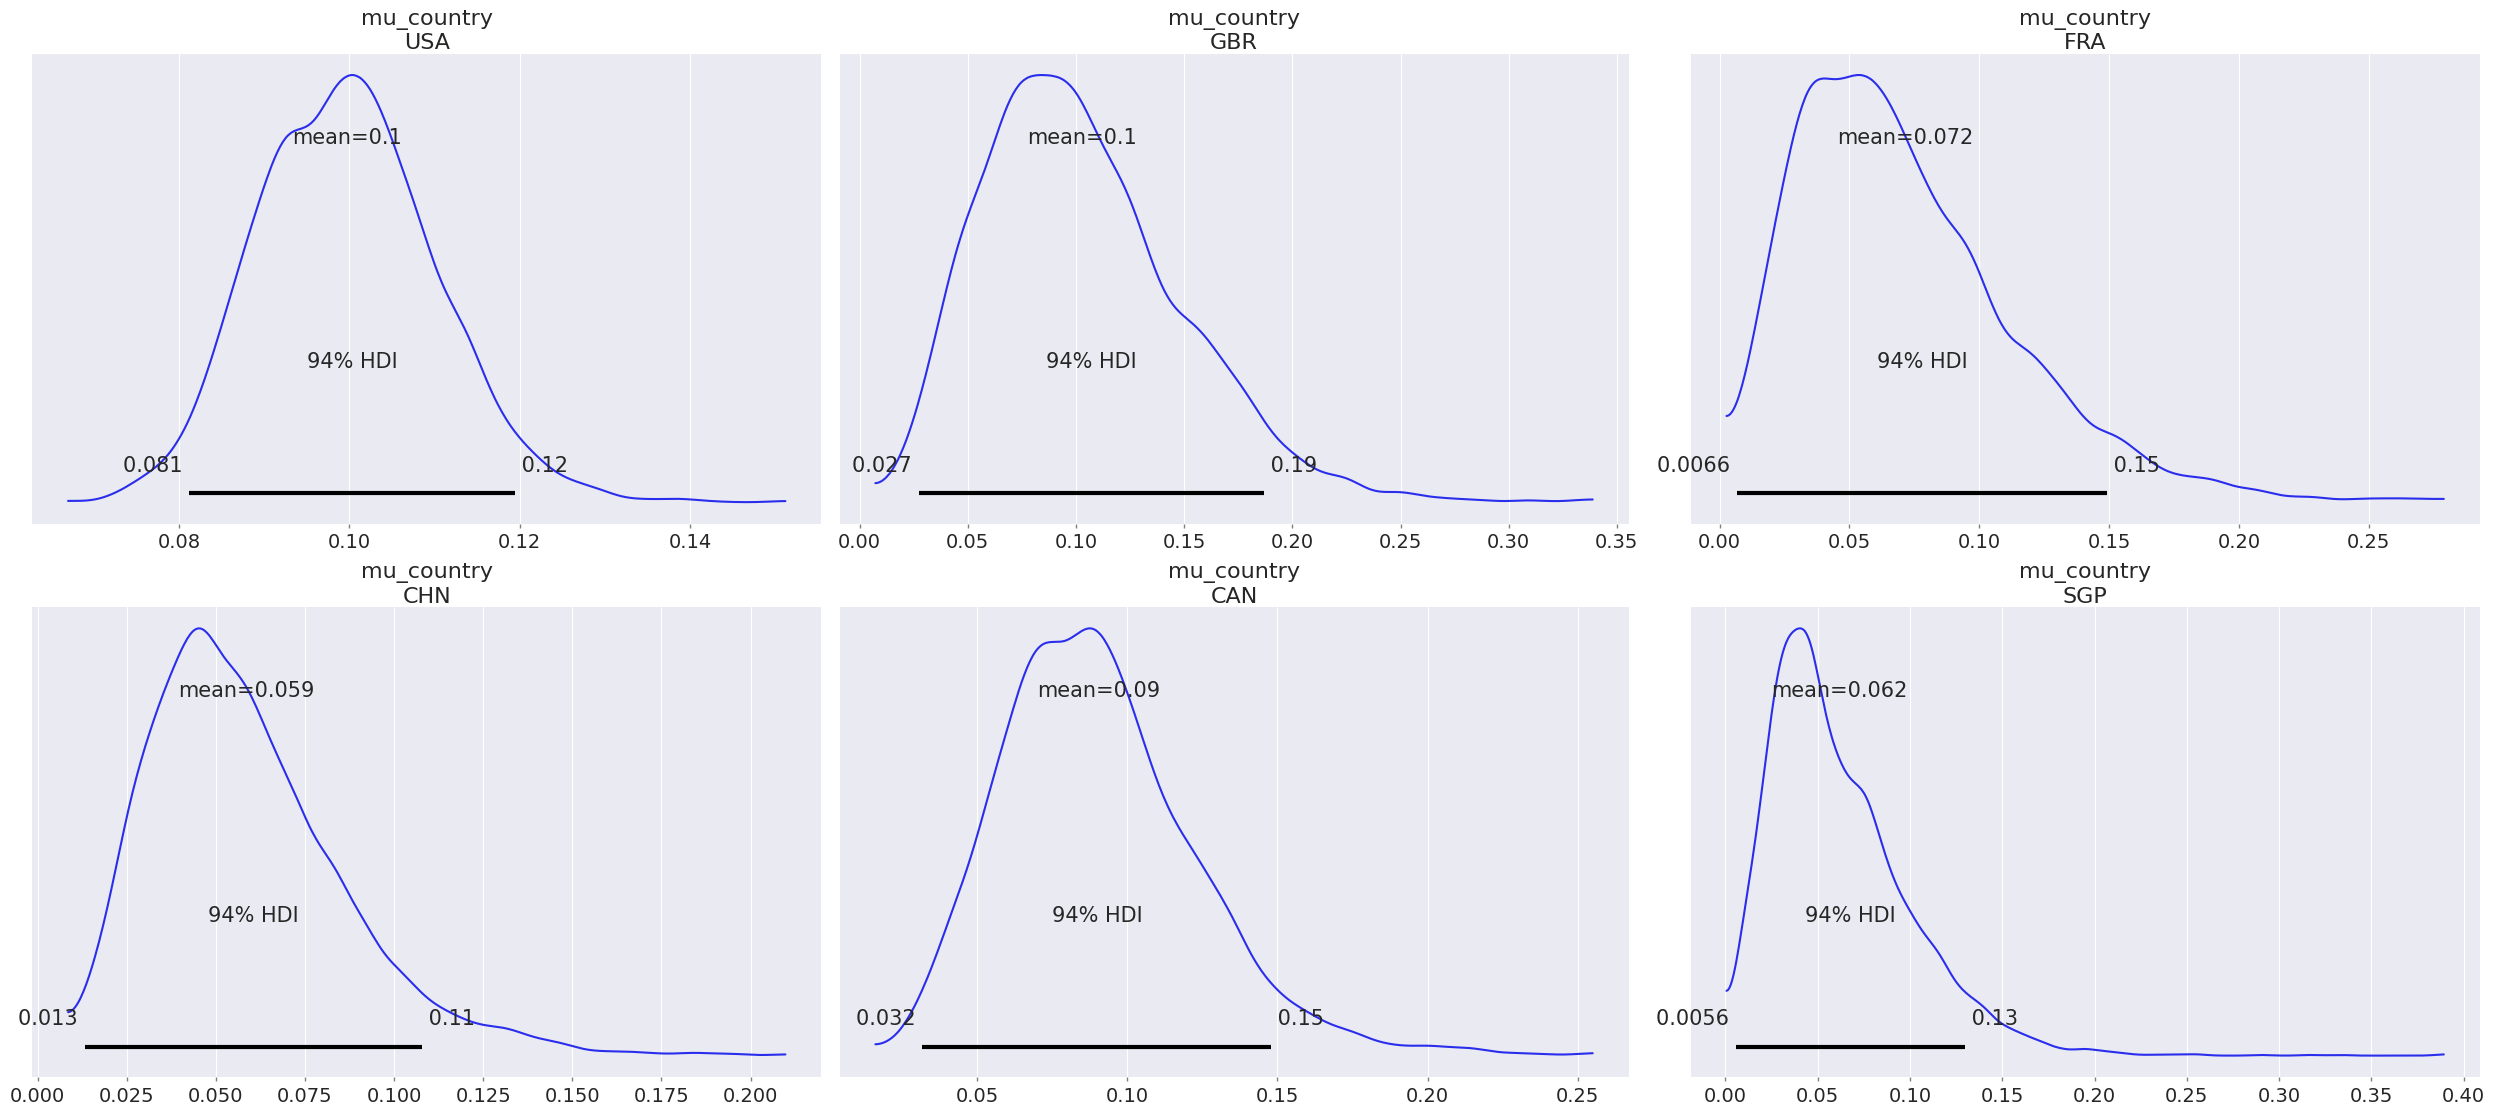 mu_country
USA
mean=0.1
94% HDI
0.081
0.12
0.08
0.10
0.12
0.14
mu_country
GBR
mean=0.1
94% HDI
0.027
0.19
0.00
0.05
0.10
0.15
0.20
0.25
0.30
0.35
mu_country
FRA
mean=0.072
94% HDI
0.0066
0.15
0.00
0.05
0.10
0.15
0.20
0.25
mu_country
CHN
mean=0.059
94% HDI
0.013
0.11
0.000
0.025
0.050
0.075
0.100
0.125
0.150
0.175
0.200
mu_country
CAN
mean=0.09
94% HDI
0.032
0.15
0.05
0.10
0.15
0.20
0.25
mu_country
SGP
mean=0.062
94% HDI
0.0056
0.13
0.00
0.05
0.10
0.15
0.20
0.25
0.30
0.35
0.40